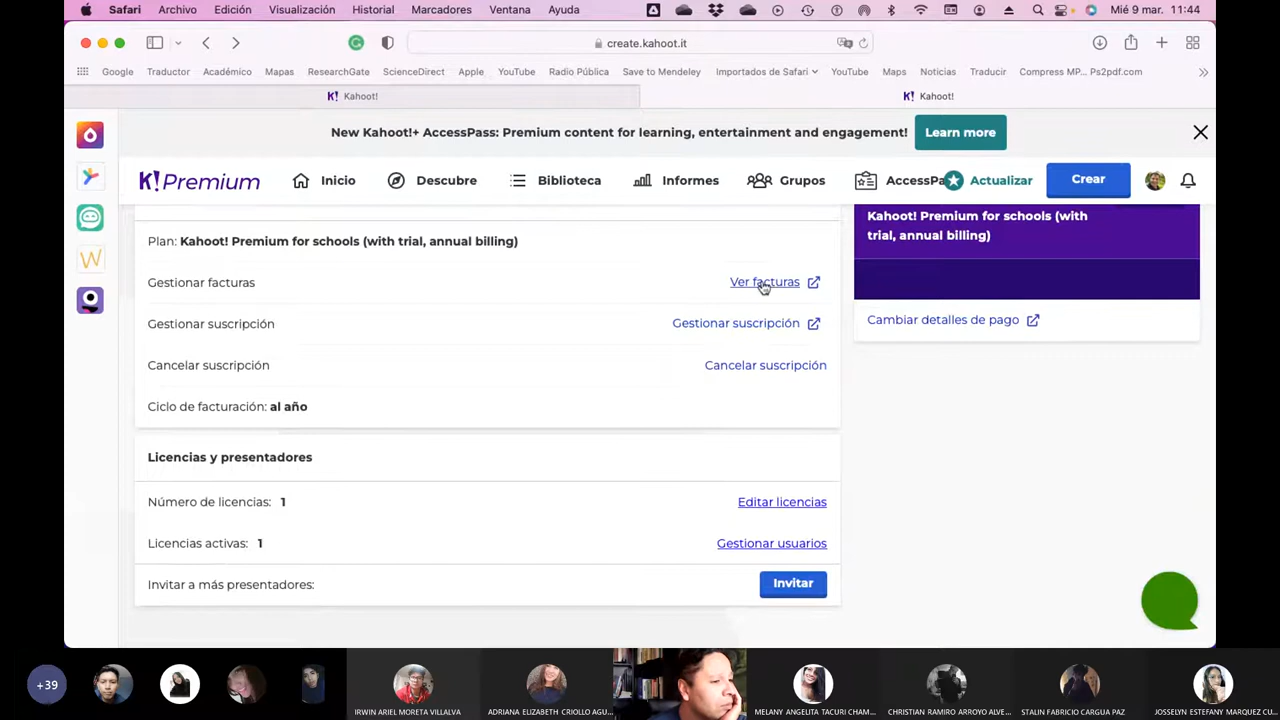 Safari Archivo Edición Visualización Historial Marcadores Ventana Ayuda Mié 9 mar. 11:44
create.kahoot.it
Google Traductor Académico Mapas ResearchGate ScienceDirect Apple YouTube Radio Pública Save to Mendeley Importados de Safari YouTube Maps Noticias Traducir Compress MP... Ps2pdf.com
K! Kahoot! K! Kahoot!
New Kahoot!+ AccessPass: Premium content for learning, entertainment and engagement! Learn more
K! Premium Inicio Descubre Biblioteca Informes Grupos AccessPa Actualizar Crear
Kahoot! Premium for schools (with
trial, annual billing)
Plan: Kahoot! Premium for schools (with trial, annual billing)
Gestionar facturas Ver facturas
Gestionar suscripción Gestionar suscripción
Cambiar detalles de pago
Cancelar suscripción Cancelar suscripción
Ciclo de facturación: al año
Licencias y presentadores
Número de licencias: 1 Editar licencias
Licencias activas: 1 Gestionar usuarios
Invitar a más presentadores: Invitar
+39
IRWIN ARIEL MORETA VILLALVA ADRIANA ELIZABETH CRIOLLO AGU... MELANY ANGELITA TACURI CHAM... CHRISTIAN RAMIRO ARROYO ALVE... STALIN FABRICIO CARGUA PAZ JOSSELYN ESTEFANY MARQUEZ CU...